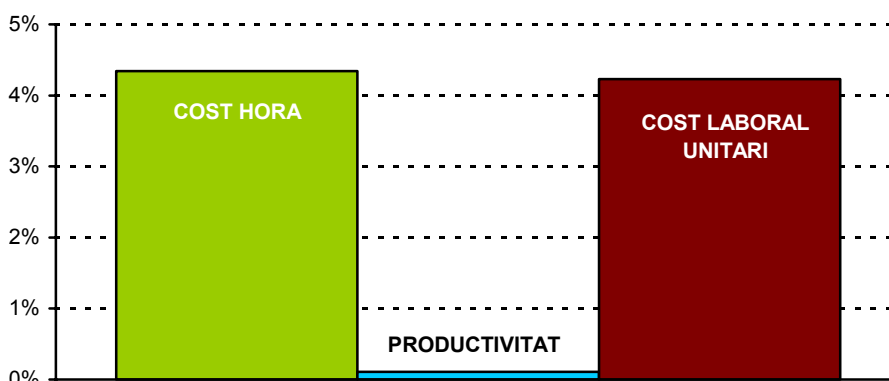 5%
4%
3%
2%
1%
0%
COST HORA
PRODUCTIVITAT
COST LABORAL
UNITARI